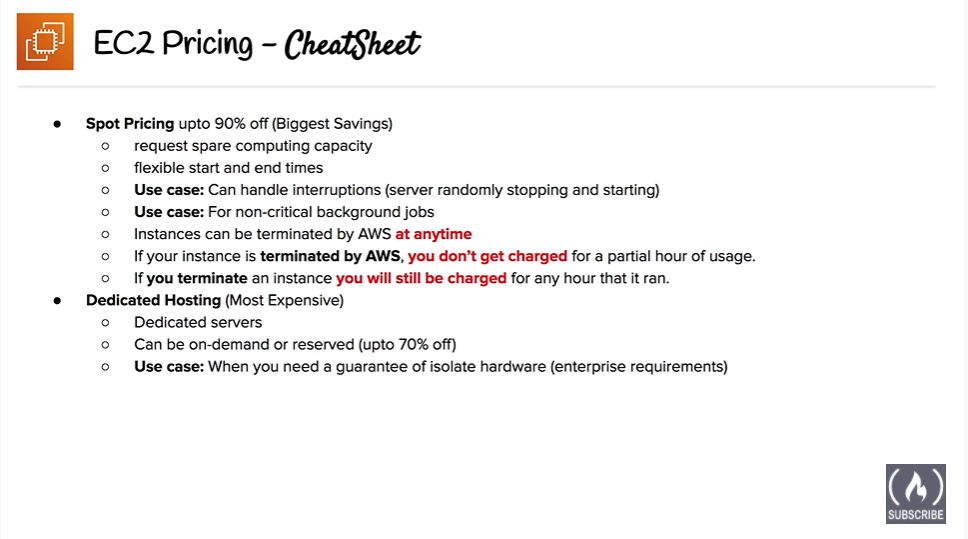 EC2 Pricing – CheatSheet
● Spot Pricing upto 90% off (Biggest Savings)
○ request spare computing capacity
○ flexible start and end times
○ Use case: Can handle interruptions (server randomly stopping and starting)
○ Use case: For non-critical background jobs
○ Instances can be terminated by AWS at anytime
○ If your instance is terminated by AWS, you don't get charged for a partial hour of usage.
○ If you terminate an instance you will still be charged for any hour that it ran.
● Dedicated Hosting (Most Expensive)
○ Dedicated servers
○ Can be on-demand or reserved (upto 70% off)
○ Use case: When you need a guarantee of isolate hardware (enterprise requirements)
SUBSCRIBE